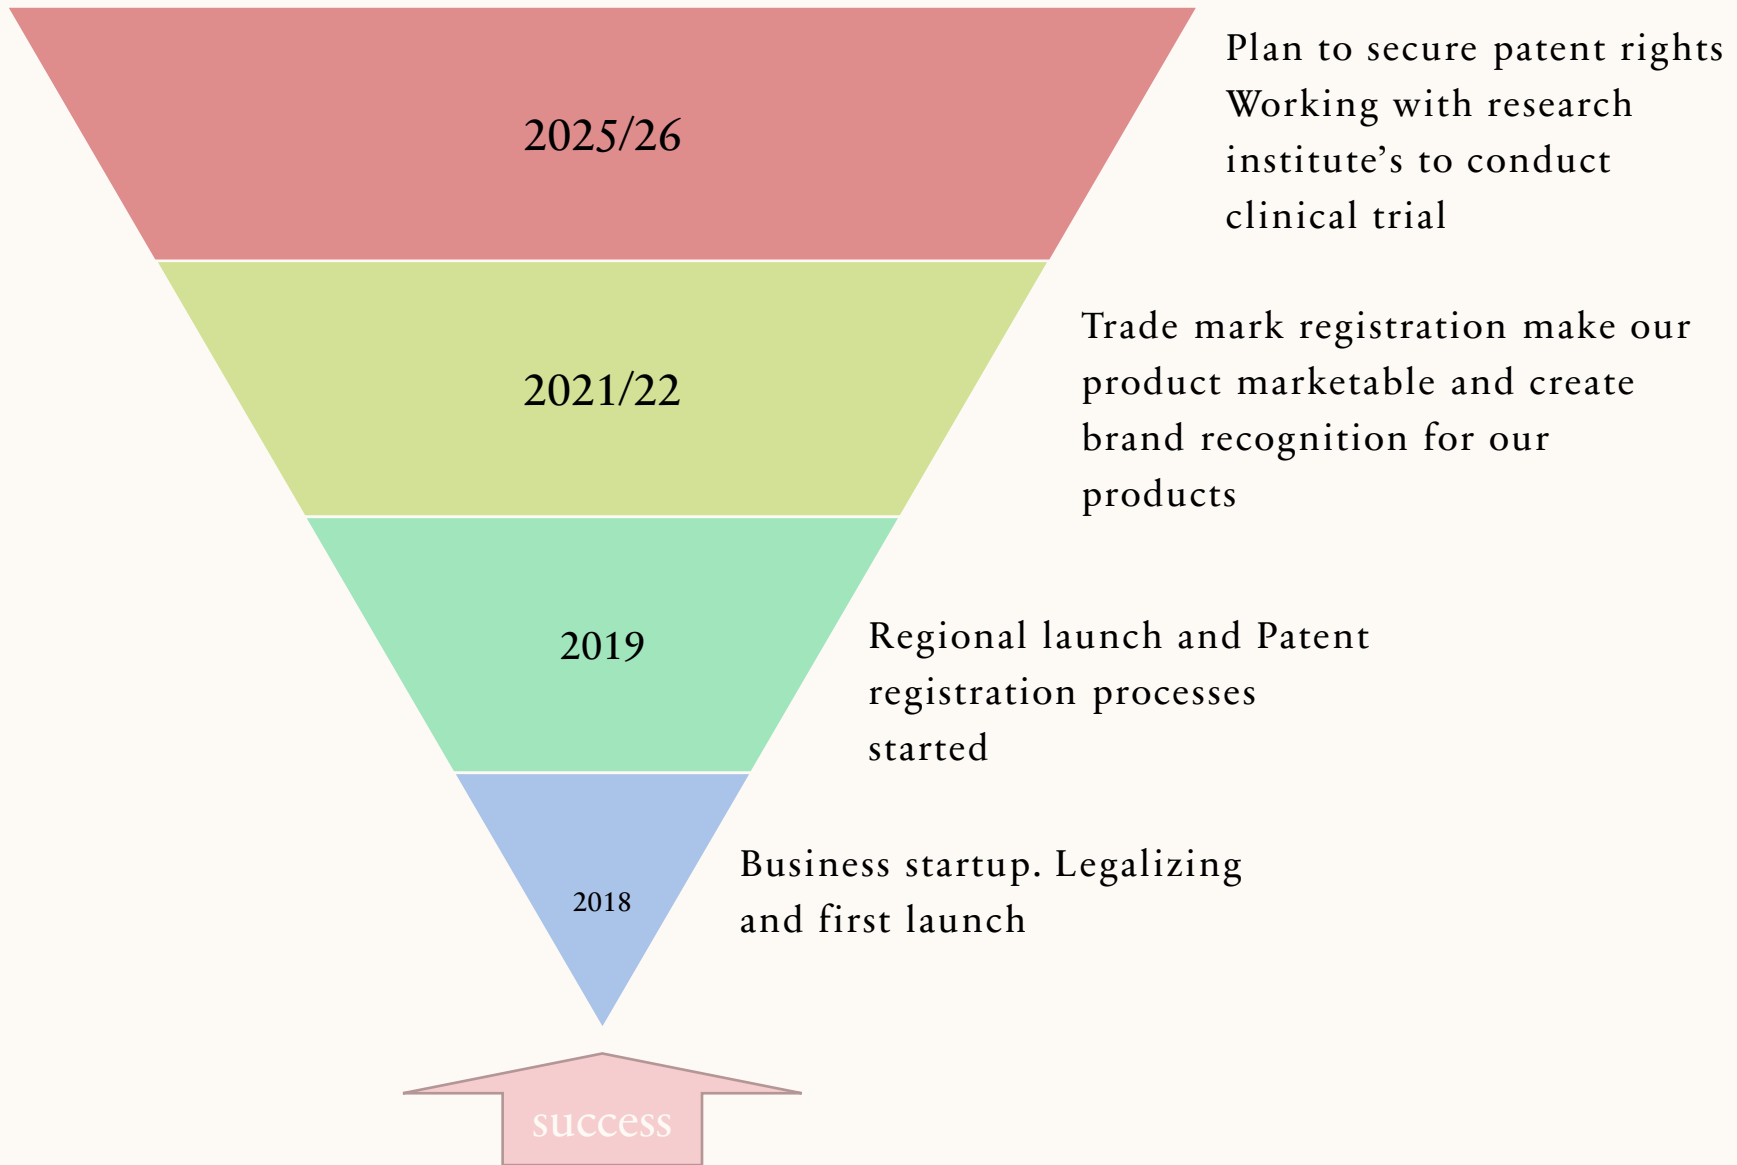 2025/26
Plan to secure patent rights
Working with research
institute’s to conduct
clinical trial
2021/22
Trade mark registration make our
product marketable and create
brand recognition for our
products
2019
Regional launch and Patent
registration processes
started
2018
Business startup. Legalizing
and first launch
success